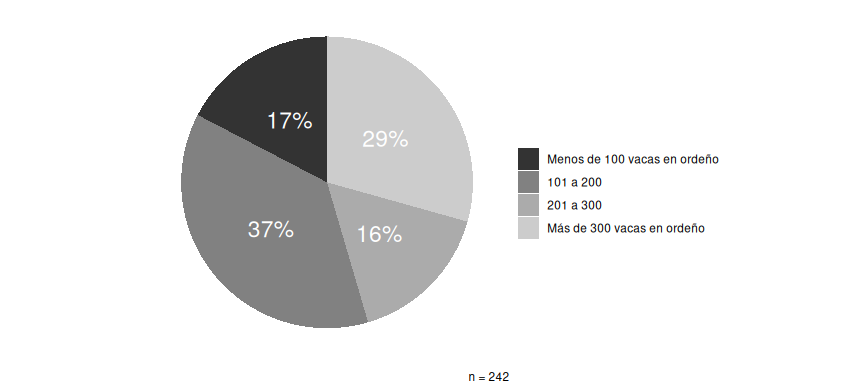 17%
29%
37%
16%
Menos de 100 vacas en ordeño
101 a 200
201 a 300
Más de 300 vacas en ordeño
n = 242